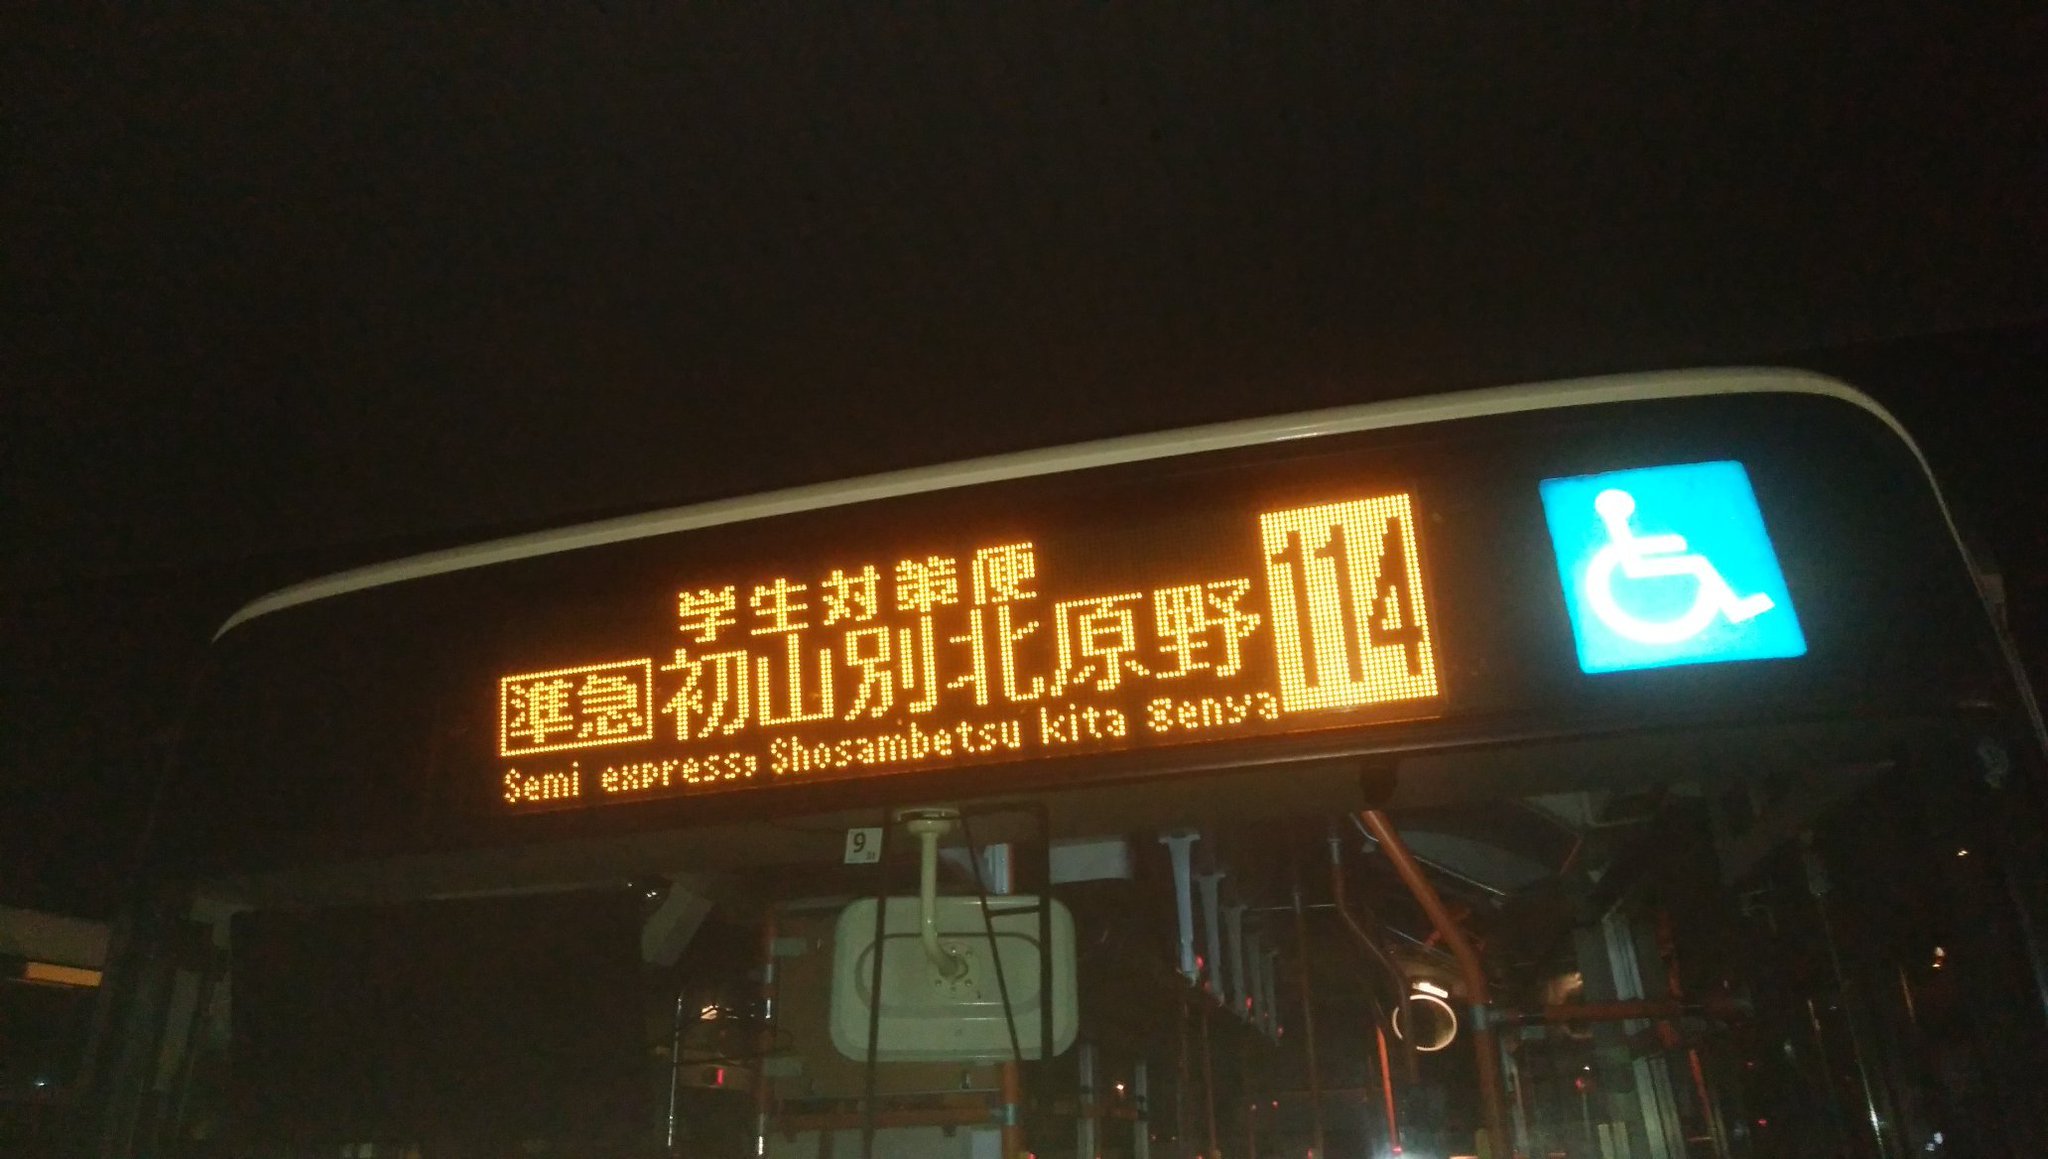 学生対策便
準急 初山別北原野 114
Semi express, Shosambetsu kita genya
9